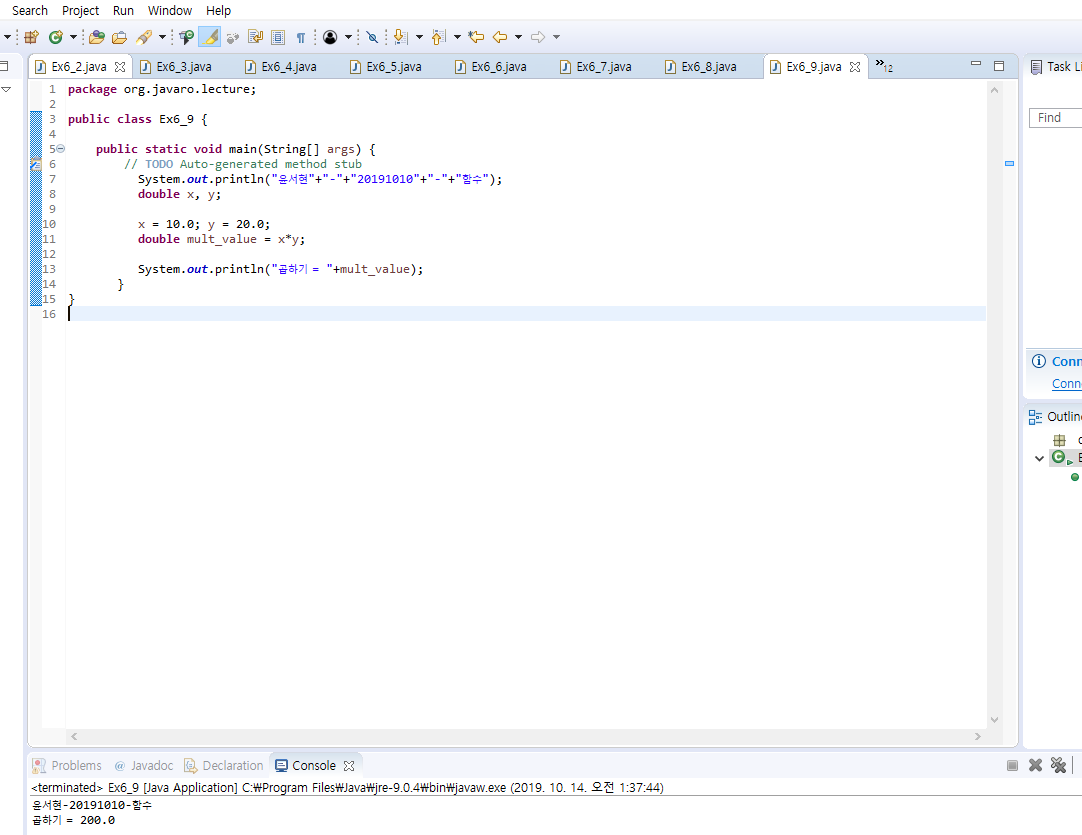 Search Project Run Window Help
Ex6_2.java Ex6_3.java Ex6_4.java Ex6_5.java Ex6_6.java Ex6_7.java Ex6_8.java Ex6_9.java »12 Task Li
1 package org.javaro.lecture;
2
3 public class Ex6_9 {
4
5 public static void main(String[] args) {
6 // TODO Auto-generated method stub
7 System.out.println("윤서현"+"-"+"20191010"+"-"+"함수");
8 double x, y;
9
10 x = 10.0; y = 20.0;
11 double mult_value = x*y;
12
13 System.out.println("곱하기 = "+mult_value);
14 }
15 }
16
Find
Conn
Conne
Outlin
Problems @ Javadoc Declaration Console
<terminated> Ex6_9 [Java Application] C:₩Program Files₩Java₩jre-9.0.4₩bin₩javaw.exe (2019. 10. 14. 오전 1:37:44)
윤서현-20191010-함수
곱하기 = 200.0